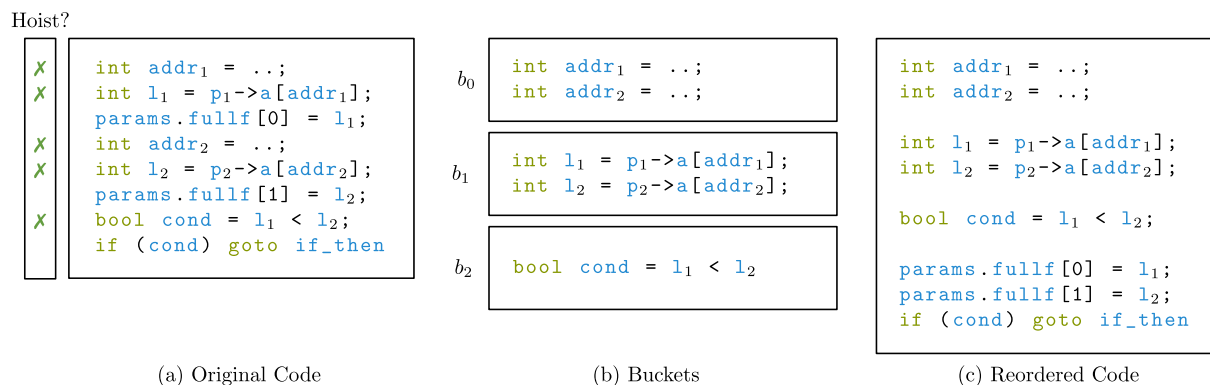 Hoist?
✗ int addr₁ = ..;
✗ int l₁ = p₁->a[addr₁];
params.fullf[0] = l₁;
✗ int addr₂ = ..;
✗ int l₂ = p₂->a[addr₂];
params.fullf[1] = l₂;
✗ bool cond = l₁ < l₂;
if (cond) goto if_then
(a) Original Code
b₀
int addr₁ = ..;
int addr₂ = ..;
b₁
int l₁ = p₁->a[addr₁];
int l₂ = p₂->a[addr₂];
b₂
bool cond = l₁ < l₂
(b) Buckets
int addr₁ = ..;
int addr₂ = ..;
int l₁ = p₁->a[addr₁];
int l₂ = p₂->a[addr₂];
bool cond = l₁ < l₂;
params.fullf[0] = l₁;
params.fullf[1] = l₂;
if (cond) goto if_then
(c) Reordered Code